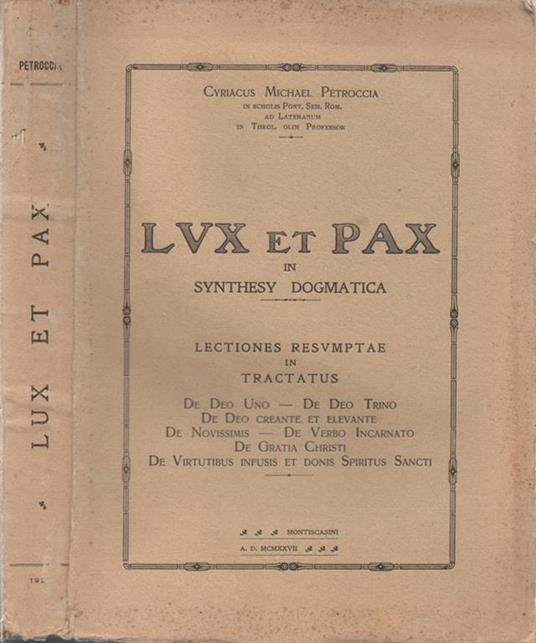 PETROCCIA
LUX ET PAX
192
CVRIACUS MICHAEL PETROCCIA
IN SCHOLIS PONT. SEM. ROM.
AD LATERANUM
IN THEOL. OLIM PROFESSOR
LVX ET PAX
IN
SYNTHESY DOGMATICA
LECTIONES RESVMPTAE
IN
TRACTATUS
DE DEO UNO — DE DEO TRINO
DE DEO CREANTE ET ELEVANTE
DE NOVISSIMIS — DE VERBO INCARNATO
DE GRATIA CHRISTI
DE VIRTUTIBUS INFUSIS ET DONIS SPIRITUS SANCTI
MONTISCASINI
A. D. MCMXXVII